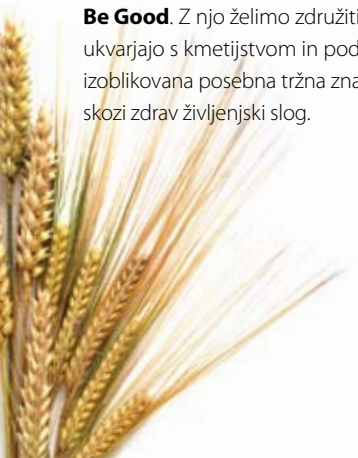 Be Good. Z njo želimo združiti
ukvarjajo s kmetijstvom in pod
izoblikovana posebna tržna zna
skozi zdrav življenjski slog.